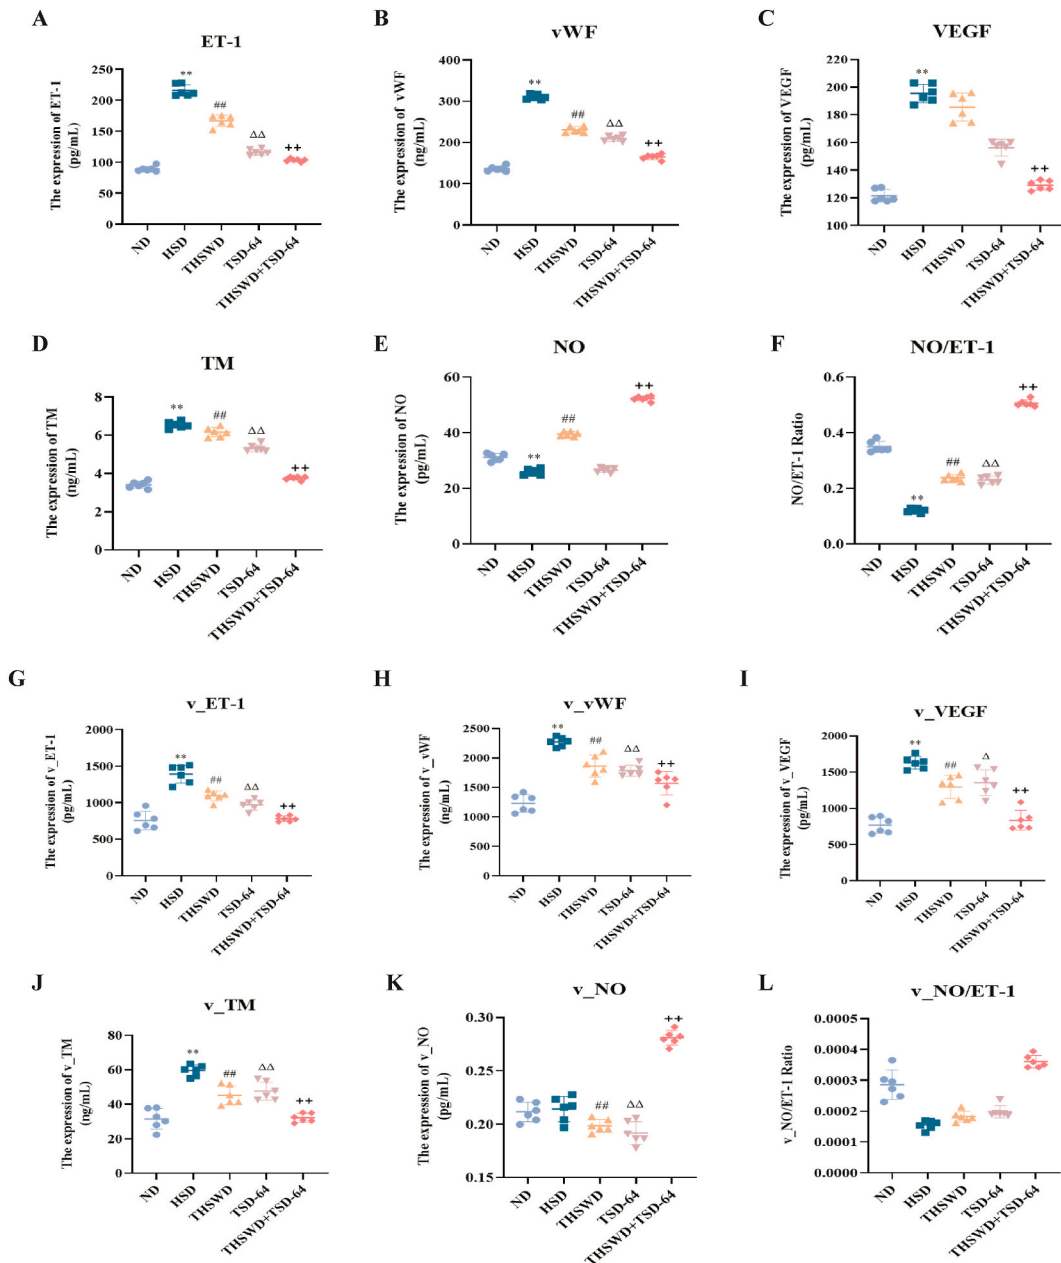 A
ET-1
The expression of ET-1
(pg/mL)
250
200
150
100
50
0
**
##
ΔΔ
++
ND
HSD
THSWD
TSD-64
THSWD+TSD-64
B
vWF
The expression of vWF
(ng/mL)
400
300
200
100
0
**
##
ΔΔ
++
ND
HSD
THSWD
TSD-64
THSWD+TSD-64
C
VEGF
The expression of VEGF
(pg/mL)
220
200
180
160
140
120
100
**
++
ND
HSD
THSWD
TSD-64
THSWD+TSD-64
D
TM
The expression of TM
(ng/mL)
8
6
4
2
0
**
##
ΔΔ
++
ND
HSD
THSWD
TSD-64
THSWD+TSD-64
E
NO
The expression of NO
(pg/mL)
60
40
20
0
**
##
++
ND
HSD
THSWD
TSD-64
THSWD+TSD-64
F
NO/ET-1
NO/ET-1 Ratio
0.6
0.4
0.2
0.0
**
##
ΔΔ
++
ND
HSD
THSWD
TSD-64
THSWD+TSD-64
G
v_ET-1
The expression of v_ET-1
(pg/mL)
2000
1500
1000
500
0
**
##
ΔΔ
++
ND
HSD
THSWD
TSD-64
THSWD+TSD-64
H
v_vWF
The expression of v_vWF
(ng/mL)
2500
2000
1500
1000
500
0
**
##
ΔΔ
++
ND
HSD
THSWD
TSD-64
THSWD+TSD-64
I
v_VEGF
The expression of v_VEGF
(pg/mL)
2000
1500
1000
500
0
**
##
Δ
++
ND
HSD
THSWD
TSD-64
THSWD+TSD-64
J
v_TM
The expression of v_TM
(ng/mL)
80
60
40
20
0
**
##
ΔΔ
++
ND
HSD
THSWD
TSD-64
THSWD+TSD-64
K
v_NO
The expression of v_NO
(pg/mL)
0.30
0.25
0.20
0.15
##
ΔΔ
++
ND
HSD
THSWD
TSD-64
THSWD+TSD-64
L
v_NO/ET-1
v_NO/ET-1 Ratio
0.0005
0.0004
0.0003
0.0002
0.0001
0.0000
ND
HSD
THSWD
TSD-64
THSWD+TSD-64